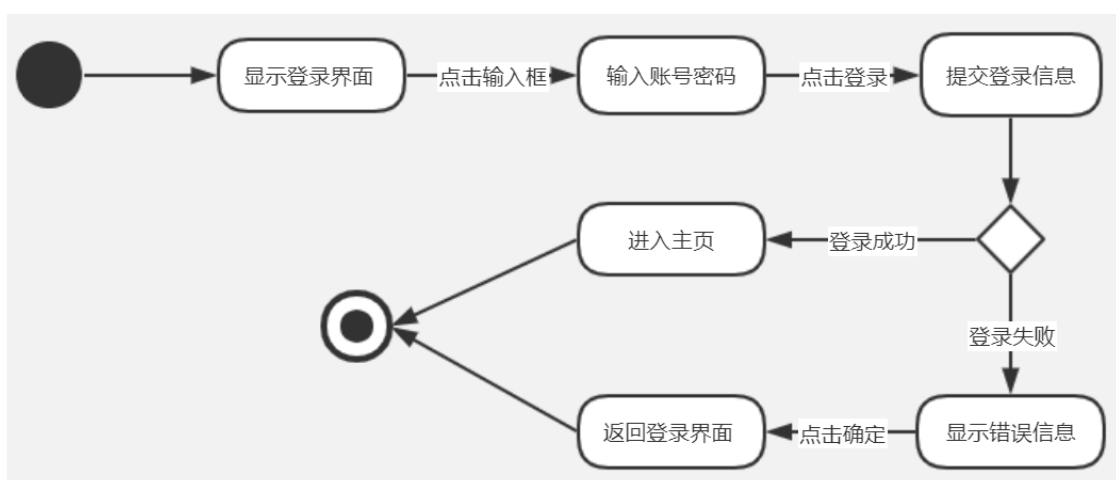 显示登录界面
点击输入框
输入账号密码
点击登录
提交登录信息
进入主页
登录成功
登录失败
返回登录界面
点击确定
显示错误信息